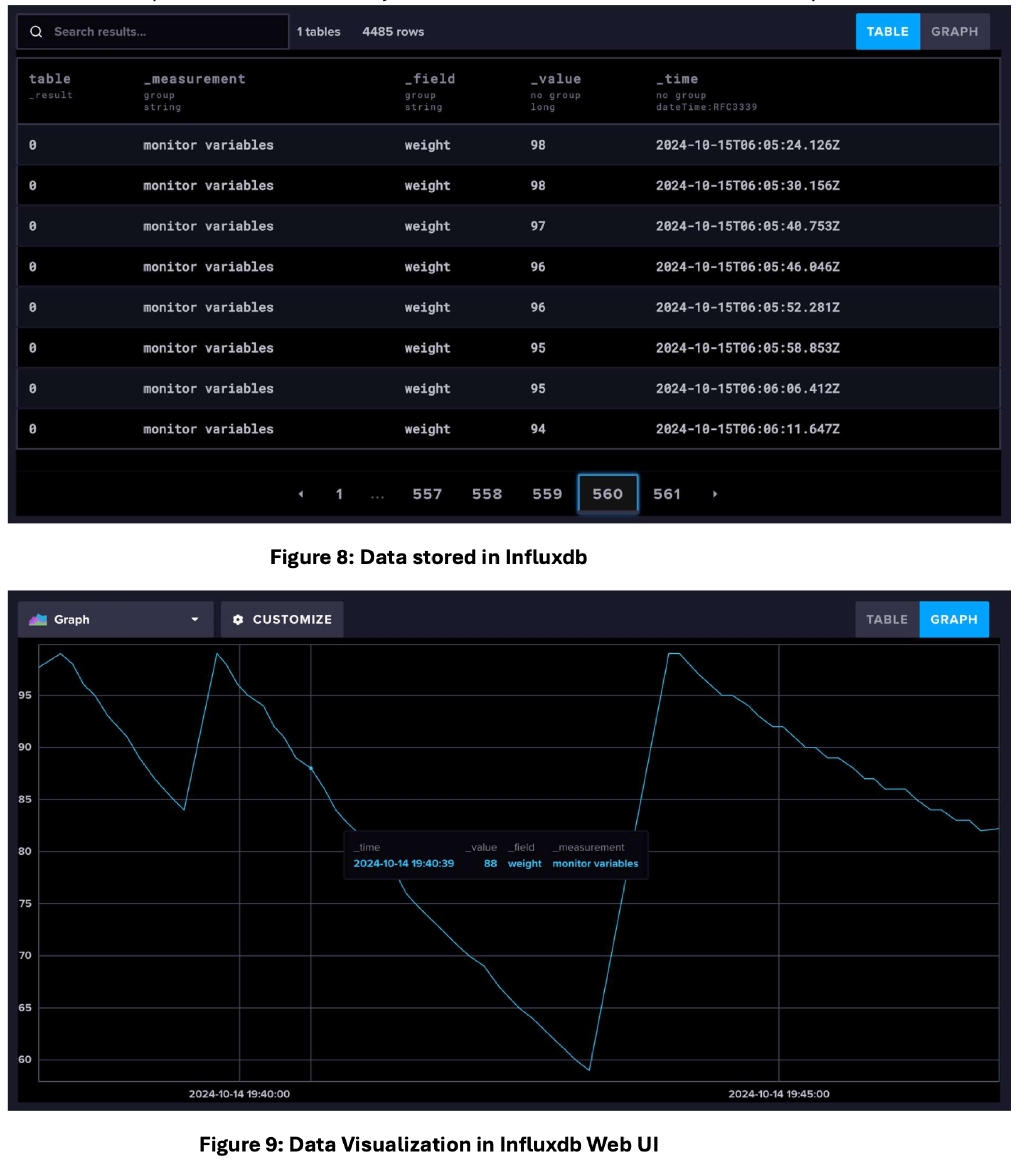 Search results...
1 tables 4485 rows
TABLE GRAPH
table _measurement _field _value _time
_result group group no group no group
string string long dateTime:RFC3339
0 monitor variables weight 98 2024-10-15T06:05:24.126Z
0 monitor variables weight 98 2024-10-15T06:05:30.156Z
0 monitor variables weight 97 2024-10-15T06:05:40.753Z
0 monitor variables weight 96 2024-10-15T06:05:46.046Z
0 monitor variables weight 96 2024-10-15T06:05:52.281Z
0 monitor variables weight 95 2024-10-15T06:05:58.853Z
0 monitor variables weight 95 2024-10-15T06:06:06.412Z
0 monitor variables weight 94 2024-10-15T06:06:11.647Z
1 ... 557 558 559 560 561
Figure 8: Data stored in Influxdb
Graph CUSTOMIZE TABLE GRAPH
95
90
85
80
_time _value _field _measurement
2024-10-14 19:40:39 88 weight monitor variables
75
70
65
60
2024-10-14 19:40:00 2024-10-14 19:45:00
Figure 9: Data Visualization in Influxdb Web UI